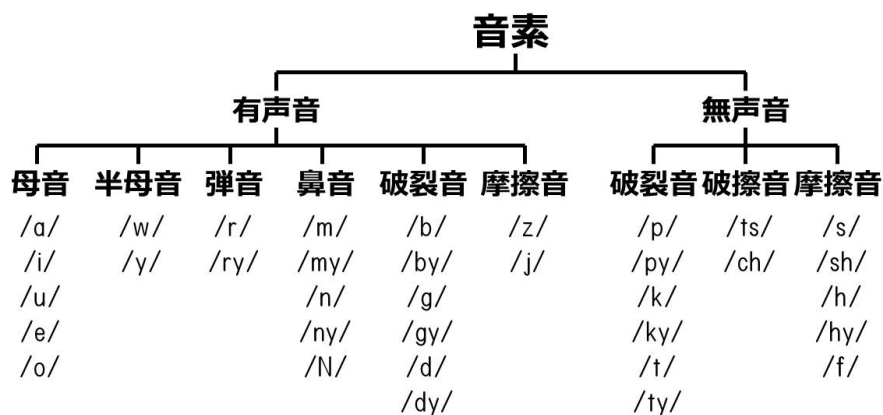 音素
有声音 無声音
母音 半母音 弾音 鼻音 破裂音 摩擦音 破裂音 破擦音 摩擦音
/a/ /w/ /r/ /m/ /b/ /z/ /p/ /ts/ /s/
/i/ /y/ /ry/ /my/ /by/ /j/ /py/ /ch/ /sh/
/u/ /n/ /g/ /k/ /h/
/e/ /ny/ /gy/ /ky/ /hy/
/o/ /N/ /d/ /t/ /f/
/dy/ /ty/